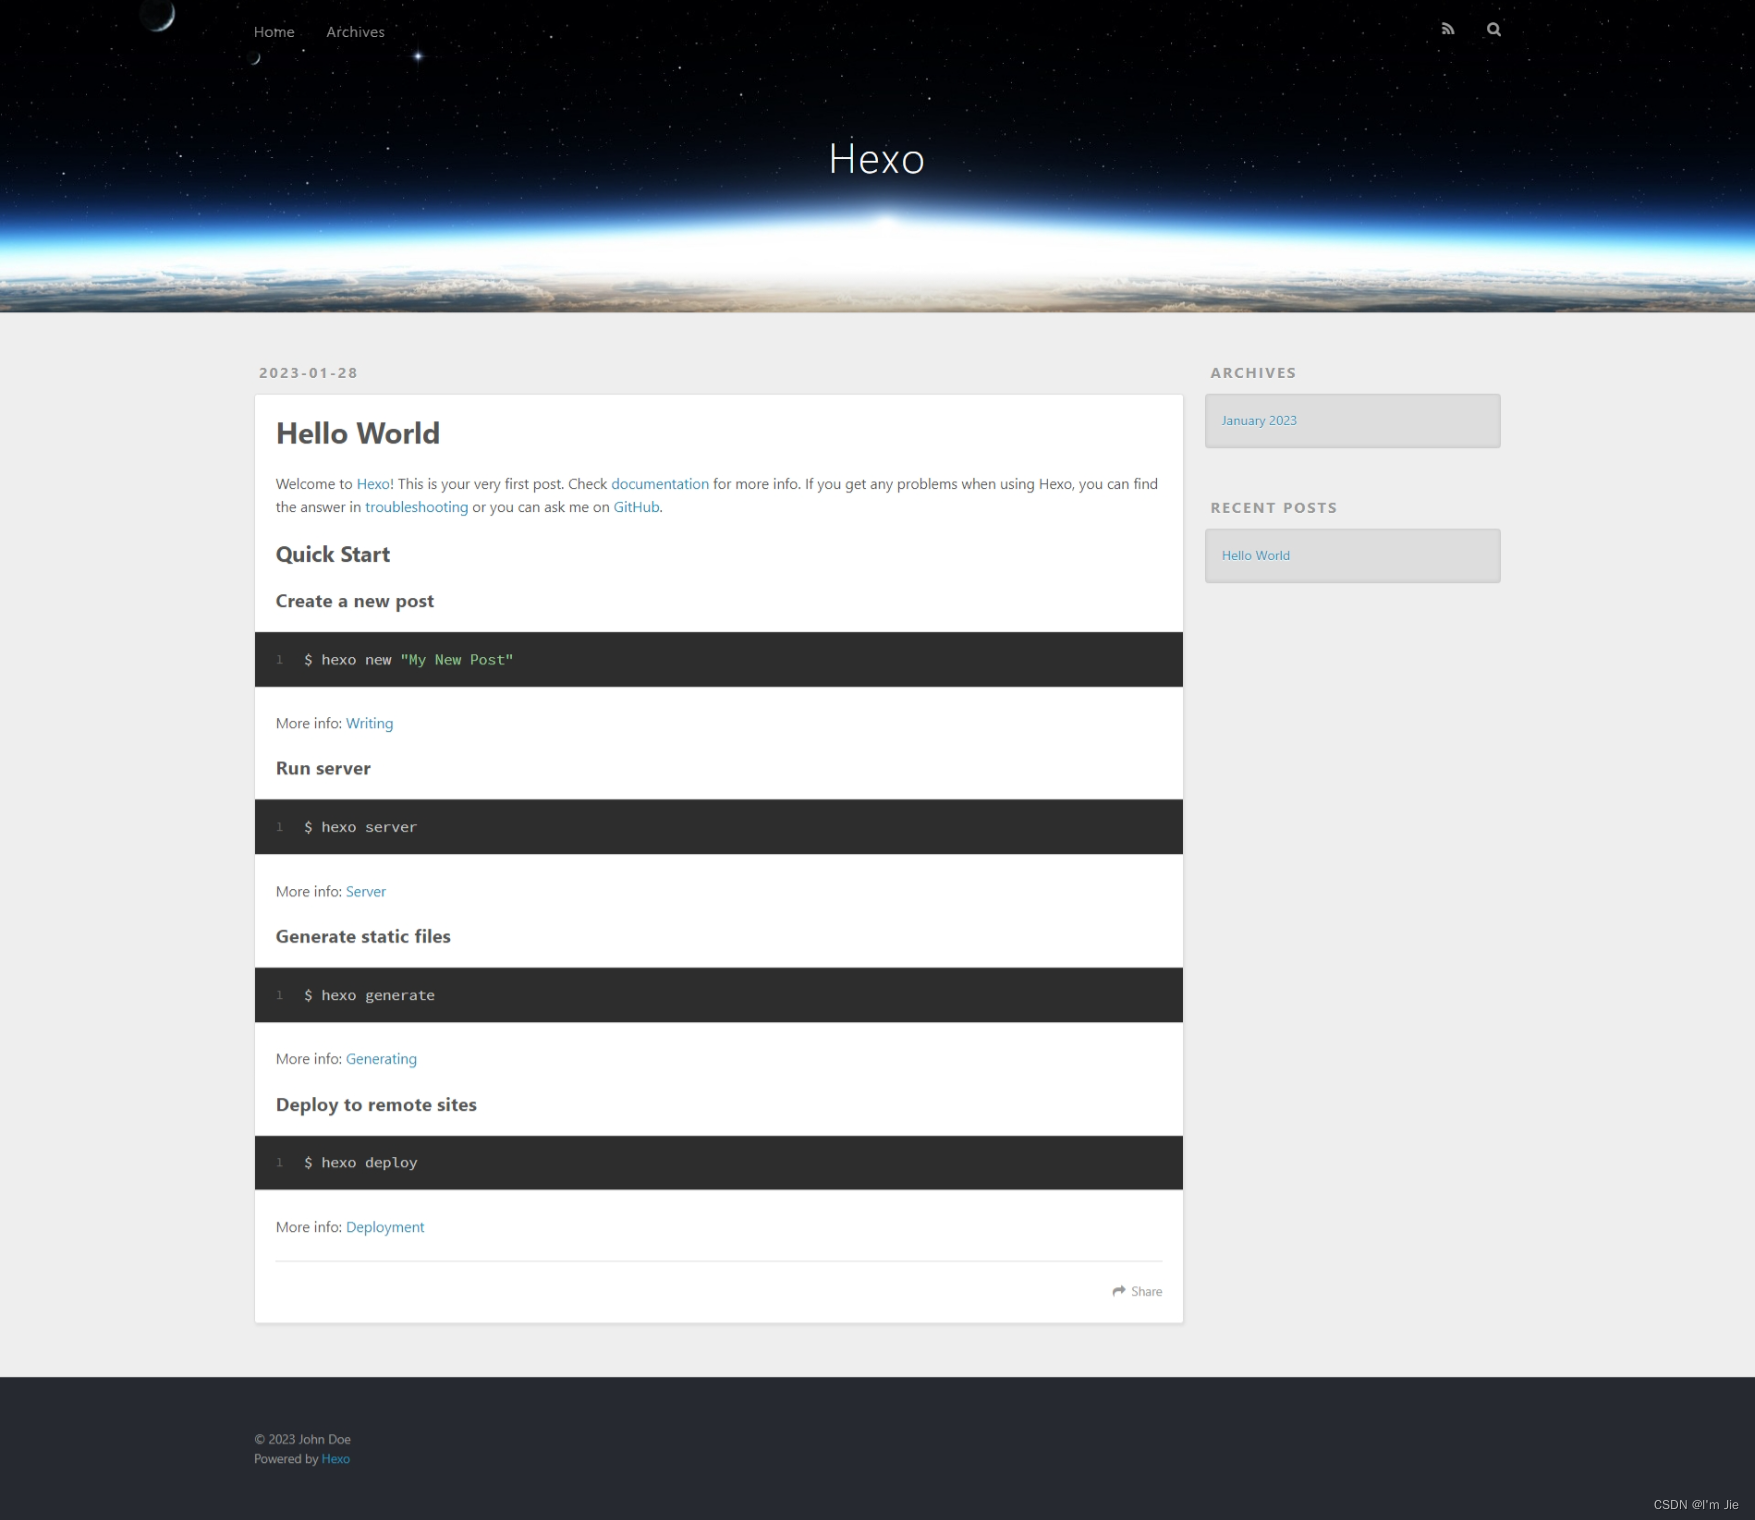 Home Archives
Hexo
2023-01-28
Hello World
Welcome to Hexo! This is your very first post. Check documentation for more info. If you get any problems when using Hexo, you can find
the answer in troubleshooting or you can ask me on GitHub.
Quick Start
Create a new post
1 $ hexo new "My New Post"
More info: Writing
Run server
1 $ hexo server
More info: Server
Generate static files
1 $ hexo generate
More info: Generating
Deploy to remote sites
1 $ hexo deploy
More info: Deployment
Share
ARCHIVES
January 2023
RECENT POSTS
Hello World
© 2023 John Doe
Powered by Hexo
CSDN @I'm Jie